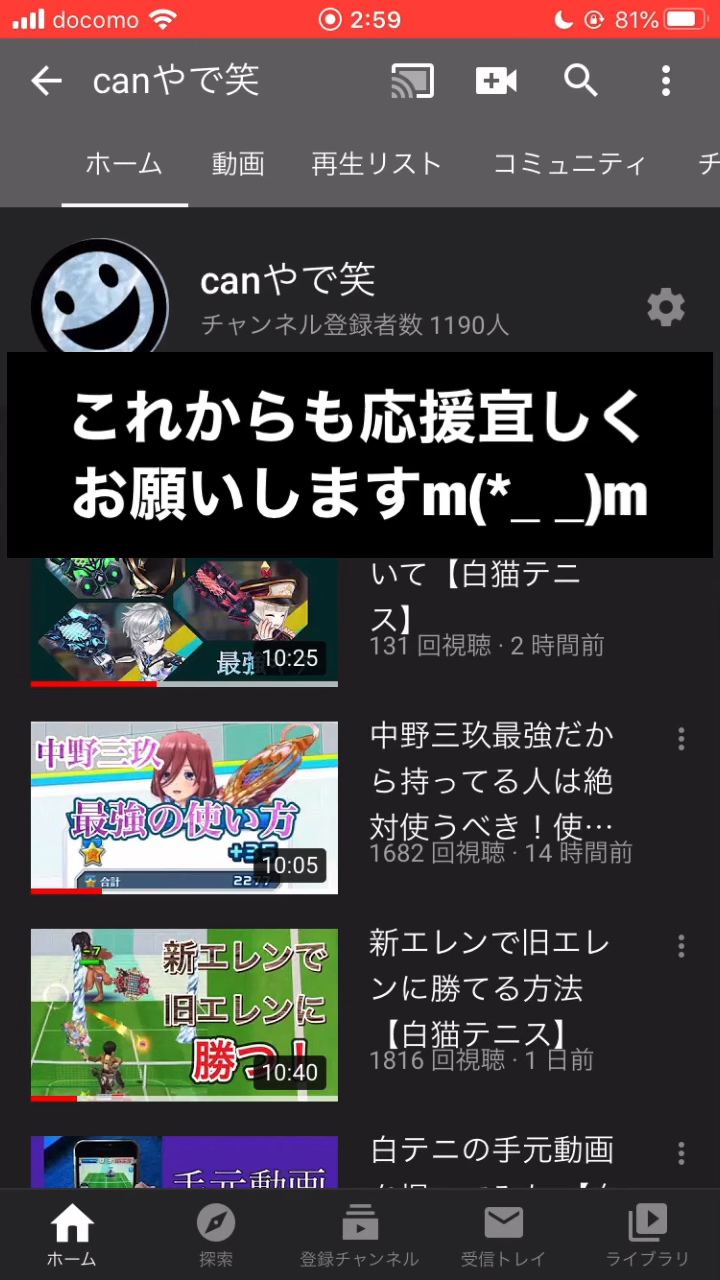 docomo 2:59 81%
canやで笑
ホーム 動画 再生リスト コミュニティ
canやで笑
チャンネル登録者数 1190人
これからも応援宜しく
お願いしますm(*_ _)m
いて【白猫テニ
ス】
131 回視聴・2 時間前
最強
10:25
中野三玖
最強の使い方
合計
10:05
中野三玖最強だか
ら持ってる人は絶
対使うべき！使…
1682 回視聴・14 時間前
-7
新エレンで
旧エレンに
勝つ！
10:40
新エレンで旧エレ
ンに勝てる方法
【白猫テニス】
1816 回視聴・1 日前
手元動画
白テニの手元動画
ホーム 探索 登録チャンネル 受信トレイ ライブラリ